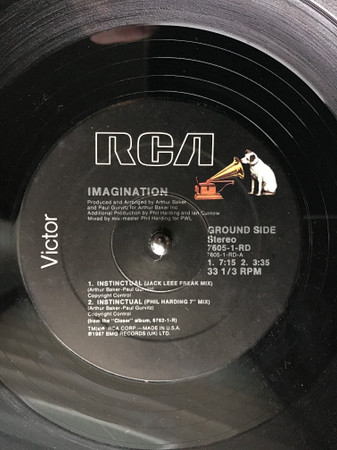 RCA
Victor
IMAGINATION
Produced and Arranged by Arthur Baker
and Paul Gurvitz for Arthur Baker Inc
Additional Production by Phil Harding and Ian Curnow
Mixed by mix-master Phil Harding for PWL
GROUND SIDE
Stereo
7605-1-RD
7605-1-RD-A
1. 7:15 2. 3:35
33 1/3 RPM
1. INSTINCTUAL (JACK LEEE FREAK MIX)
(Arthur Baker-Paul Gurvitz)
Copyright Control
2. INSTINCTUAL (PHIL HARDING 7" MIX)
(Arthur Baker-Paul Gurvitz)
Copyright Control
(from the "Closer" album, 6762-1-R)
TM(s)® RCA CORP.—MADE IN U.S.A.
℗1987 BMG RECORDS (UK) LTD.